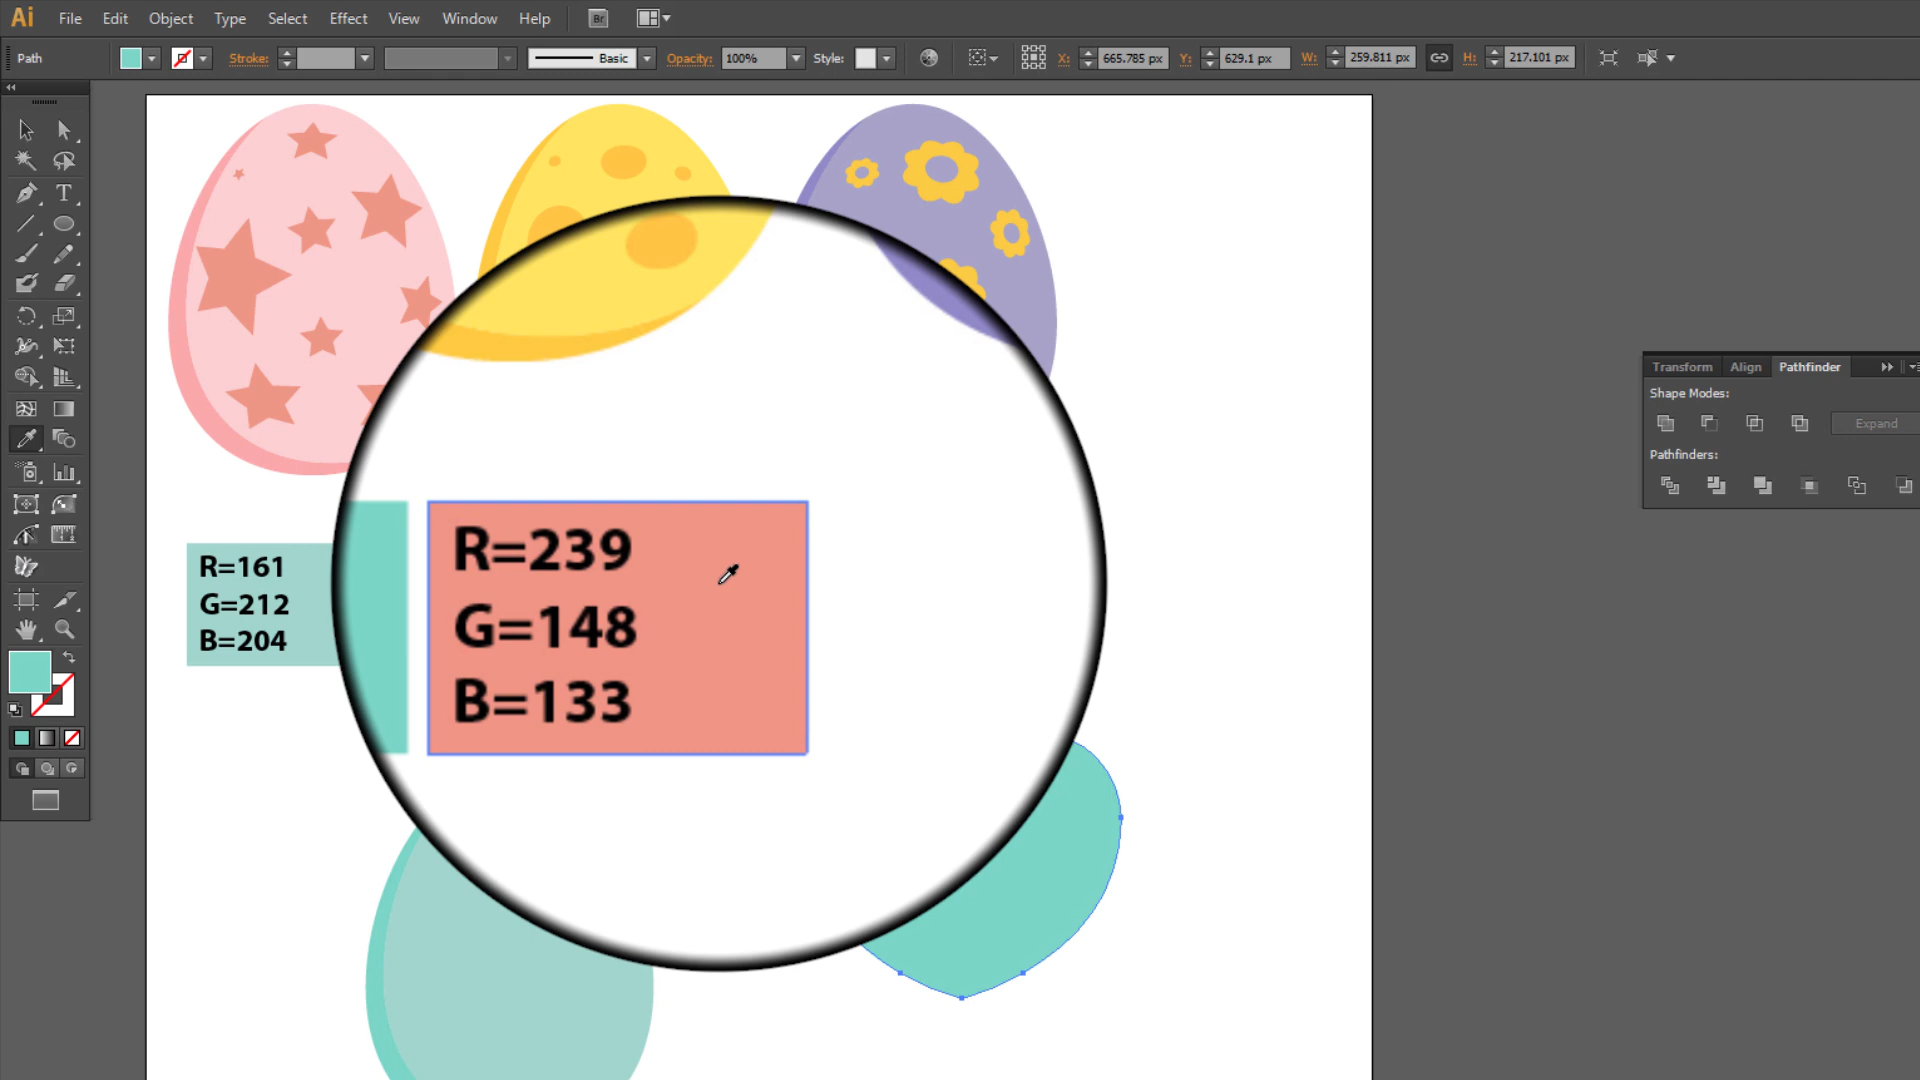 Ai File Edit Object Type Select Effect View Window Help Br
Path Stroke: Basic Opacity: 100% Style: X: 665.785 px Y: 629.1 px W: 259.811 px H: 217.101 px
Transform Align Pathfinder
Shape Modes:
Expand
Pathfinders:
R=161
G=212
B=204
R=239
G=148
B=133